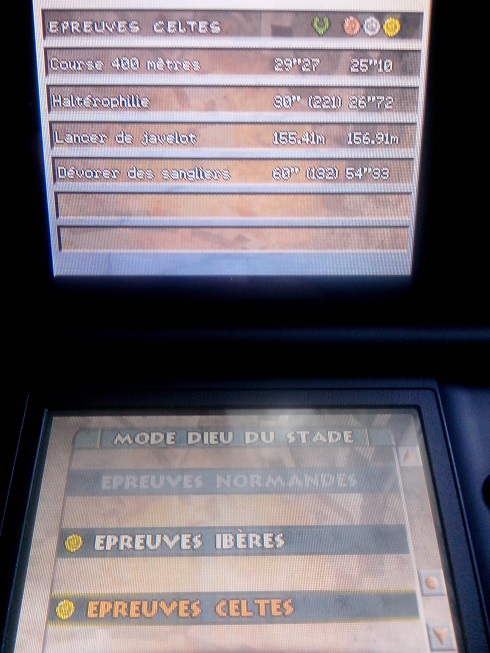 EPREUVES CELTES
Course 400 mètres 29"27 25"10
Haltérophilie 30" (221) 26"72
Lancer de javelot 155.41m 156.91m
Dévorer des sangliers 60" (132) 54"33
MODE DIEU DU STADE
EPREUVES NORMANDES
EPREUVES IBÈRES
EPREUVES CELTES